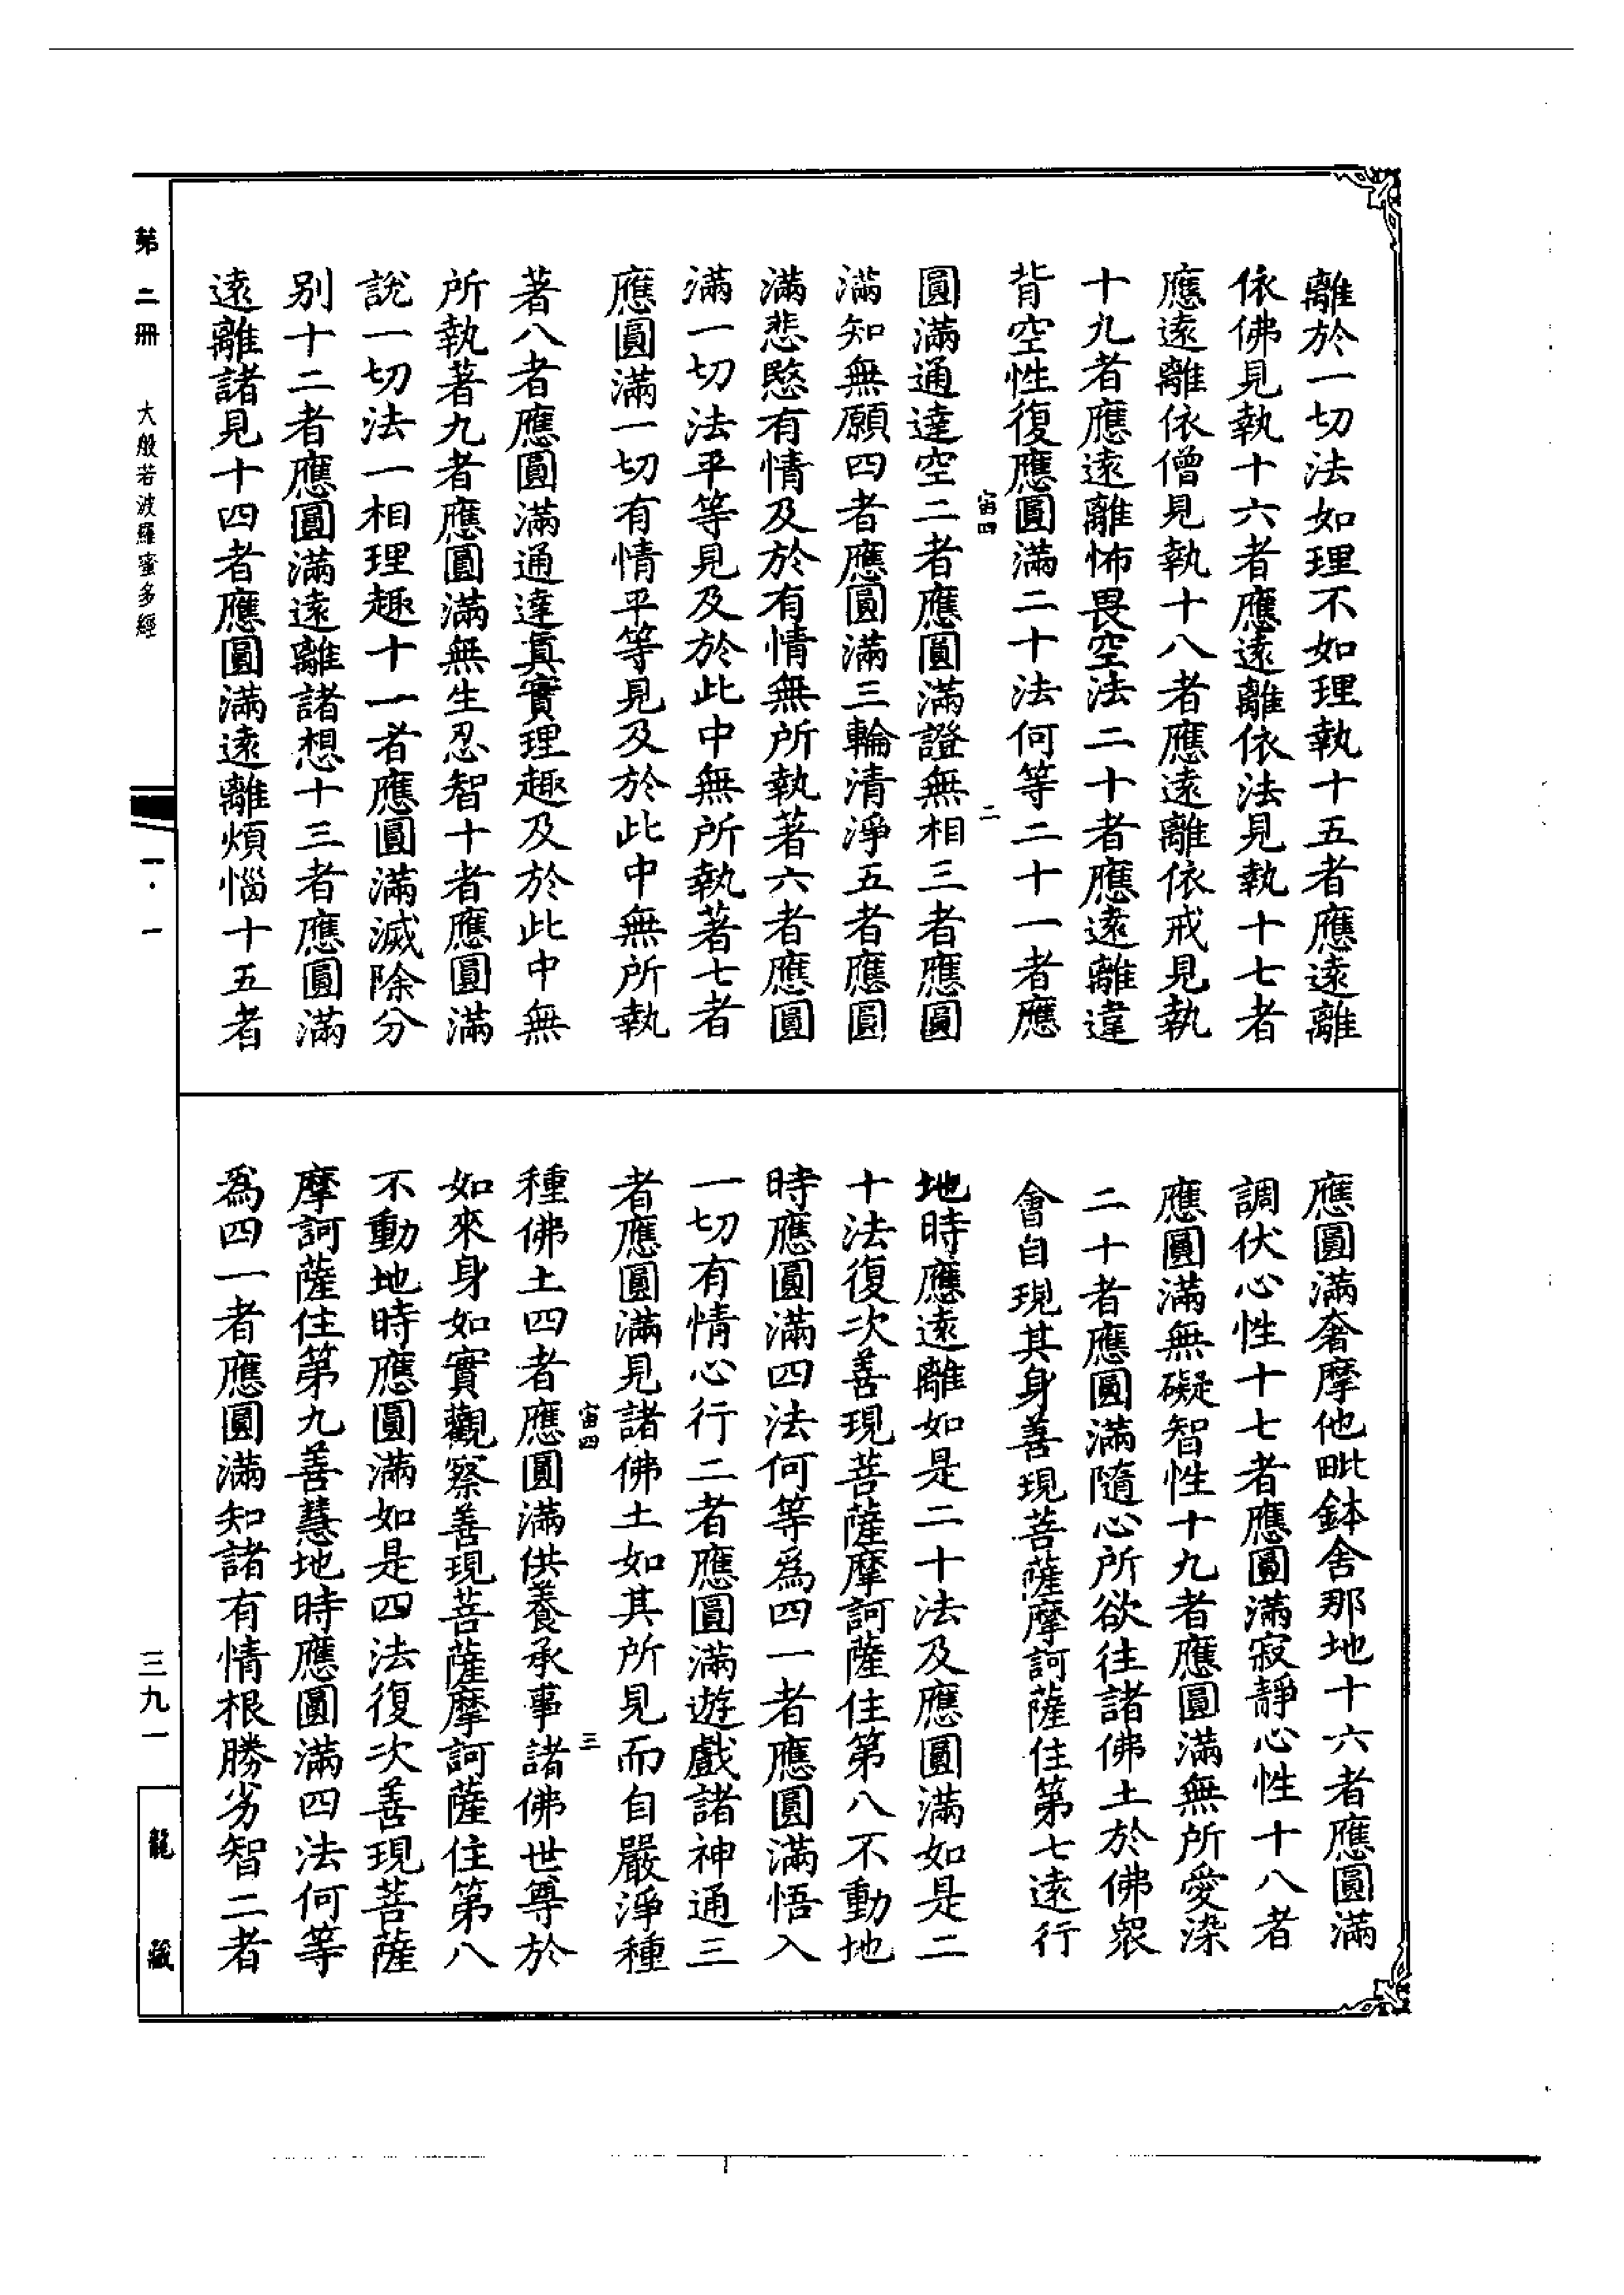 離於一切法如理不如理執十五者應遠離
依佛見執十六者應遠離依法見執十七者
應遠離依僧見執十八者應遠離依戒見執
十九者應遠離怖畏空法二十者應遠離違
背空性復應圓滿二十法何等二十一者應
宙四
二
圓滿通達空二者應圓滿證無相三者應圓
滿知無願四者應圓滿三輪清淨五者應圓
滿悲愍有情及於有情無所執著六者應圓
滿一切法平等見及於此中無所執著七者
應圓滿一切有情平等見及於此中無所執
著八者應圓滿通達真實理趣及於此中無
所執著九者應圓滿無生忍智十者應圓滿
說一切法一相理趣十一者應圓滿滅除分
別十二者應圓滿遠離諸想十三者應圓滿
遠離諸見十四者應圓滿遠離煩惱十五者
應圓滿奢摩他毗鉢舍那地十六者應圓滿
調伏心性十七者應圓滿寂靜心性十八者
應圓滿無礙智性十九者應圓滿無所愛染
二十者應圓滿隨心所欲往諸佛土於佛衆
會自現其身善現菩薩摩訶薩住第七遠行
地時應遠離如是二十法及應圓滿如是二
十法復次善現菩薩摩訶薩住第八不動地
時應圓滿四法何等爲四一者應圓滿悟入
一切有情心行二者應圓滿遊戲諸神通三
者應圓滿見諸佛土如其所見而自嚴淨種
宙四
三
種佛土四者應圓滿供養承事諸佛世尊於
如來身如實觀察善現菩薩摩訶薩住第八
不動地時應圓滿如是四法復次善現菩薩
摩訶薩住第九善慧地時應圓滿四法何等
爲四一者應圓滿知諸有情根勝劣智二者
第二冊
大般若波羅蜜多經
一·一
三九一
龍藏